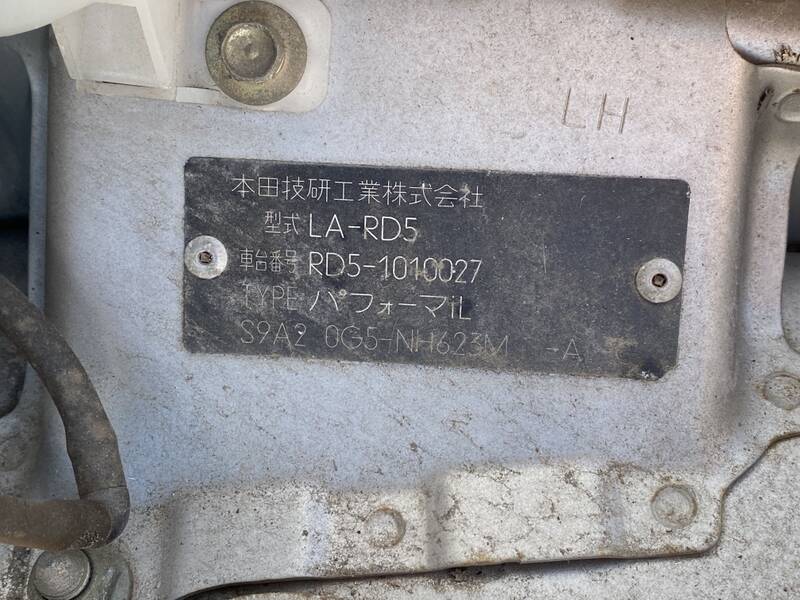 LH
本田技研工業株式会社
型式 LA-RD5
車台番号 RD5-1010027
TYPE パフォーマiL
S9A2 0G5-NH623M -A